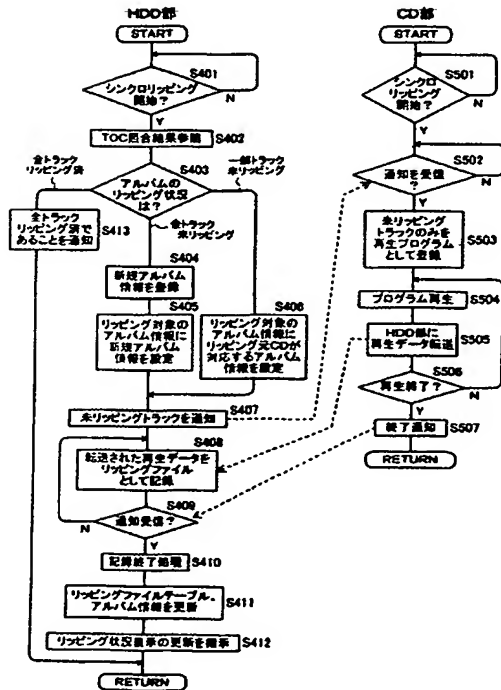 HDD部
START
S401
シンクロリッピング
開始？
N
Y
TOC照合結果参照
S402
S403
全トラック
リッピング済
一部トラック
未リッピング
アルバムの
リッピング状況
は？
全トラック
未リッピング
全トラック
リッピング済で
あることを通知
S413
S404
新規アルバム
情報を登録
S405
リッピング対象の
アルバム情報に
新規アルバム
情報を設定
S406
リッピング対象の
アルバム情報に
リッピング元CDが
対応するアルバム
情報を設定
未リッピングトラックを通知
S407
S408
転送された再生データを
リッピングファイル
として記録
S409
通知受信？
N
Y
記録終了処理
S410
リッピングファイルテーブル、
アルバム情報を更新
S411
リッピング状況表示の更新を指示
S412
RETURN
CD部
START
S501
シンクロ
リッピング
開始？
N
Y
S502
通知を受信
？
N
Y
未リッピング
トラックのみを
再生プログラム
として登録
S503
プログラム再生
S504
HDD部に
再生データ転送
S505
S506
再生終了？
N
Y
終了通知
S507
RETURN